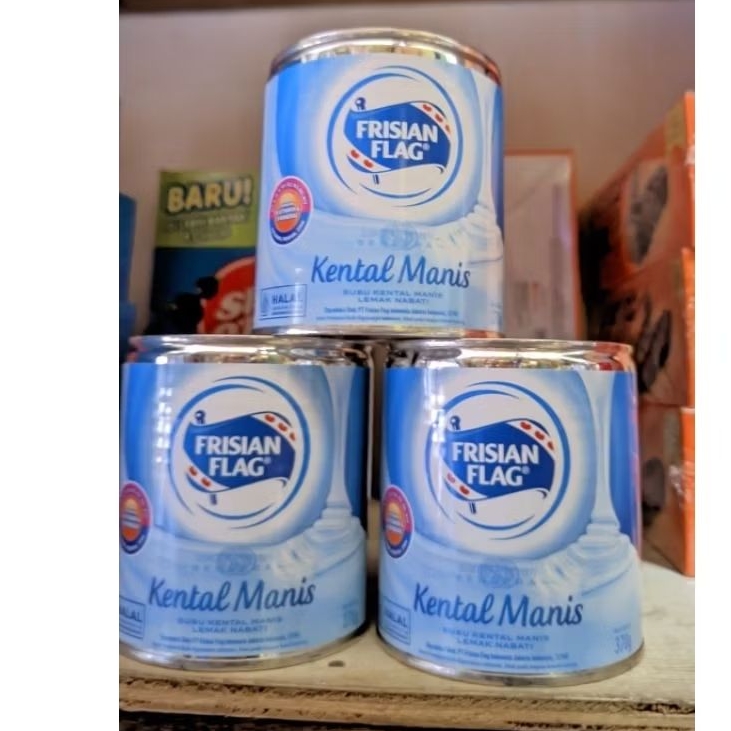 BARU!
FRISIAN
FLAG®
Kental Manis
SUSU KENTAL MANIS
LEMAK NABATI
HALAL
FRISIAN
FLAG®
Kental Manis
SUSU KENTAL MANIS
LEMAK NABATI
HALAL
FRISIAN
FLAG®
Kental Manis
SUSU KENTAL MANIS
LEMAK NABATI
HALAL
370g